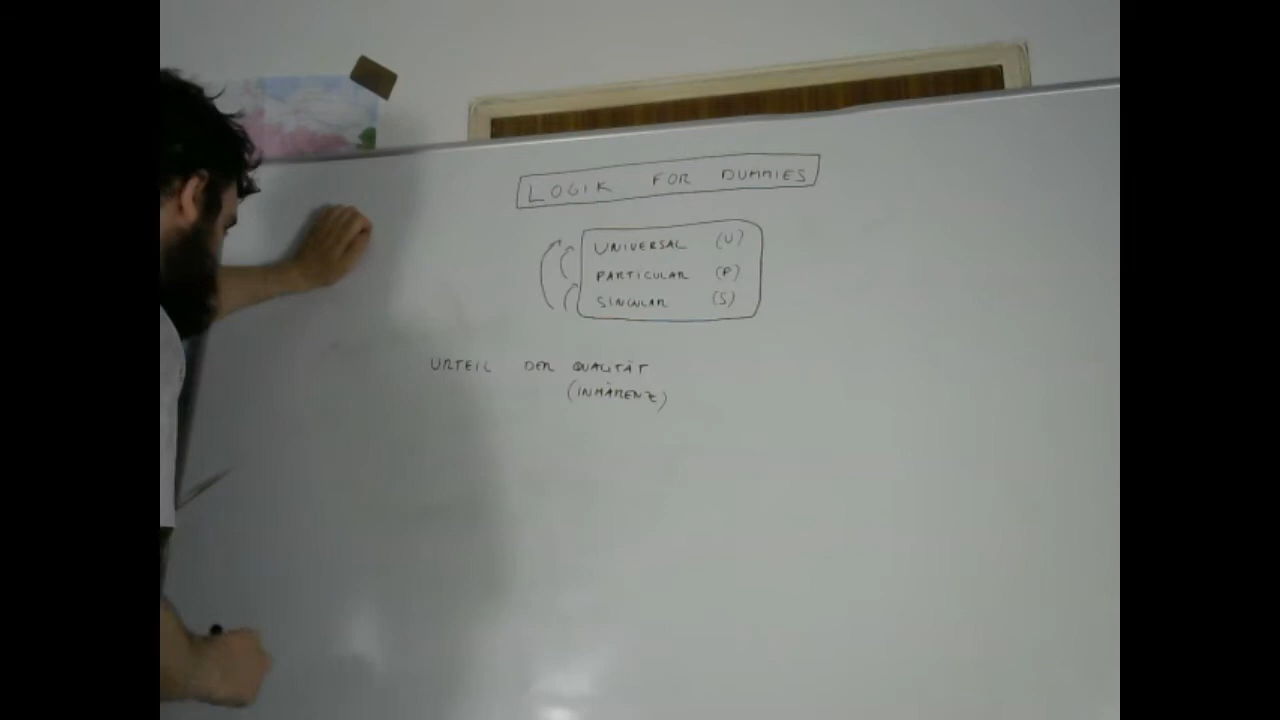 LOGIK FOR DUMMIES
UNIVERSAL (U)
PARTICULAR (P)
SINGULAR (S)
URTEIL DER QUALITÄT
(INHÄRENZ)